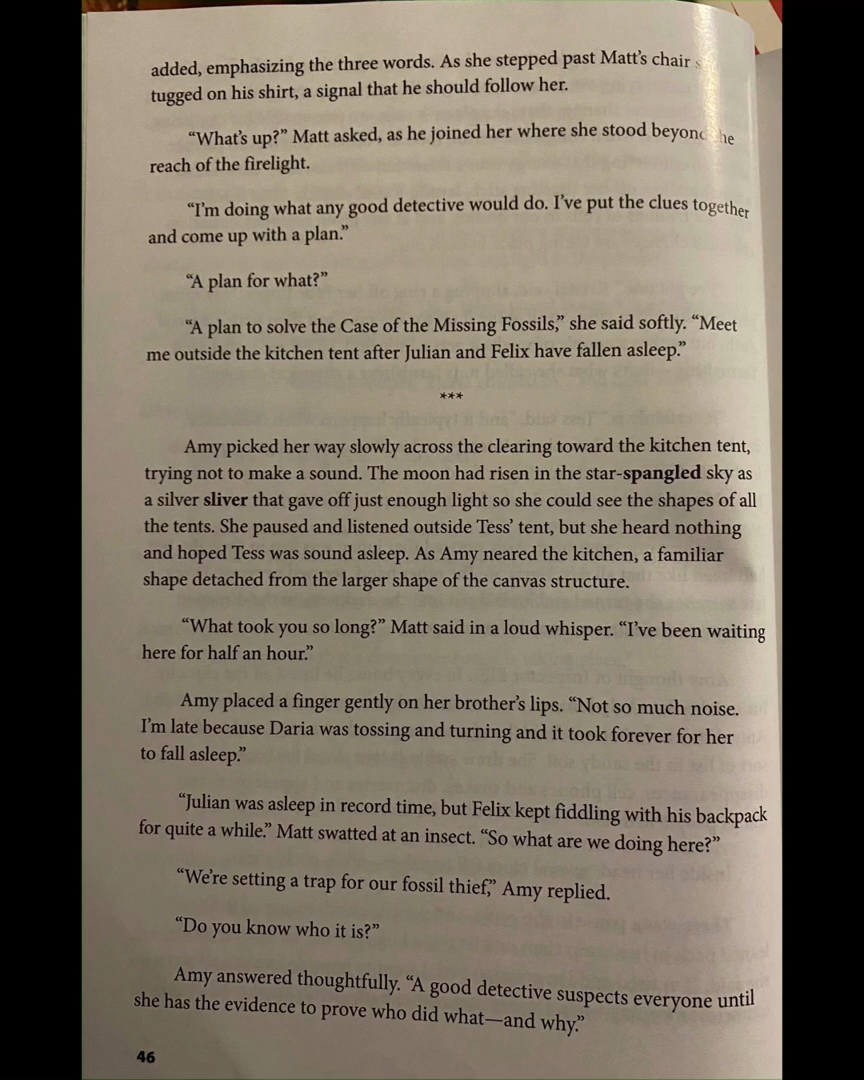 added, emphasizing the three words. As she stepped past Matt's chair
tugged on his shirt, a signal that he should follow her.
“What's up?” Matt asked, as he joined her where she stood beyond he
reach of the firelight.
“I'm doing what any good detective would do. I've put the clues together
and come up with a plan.”
“A plan for what?”
“A plan to solve the Case of the Missing Fossils,” she said softly. “Meet
me outside the kitchen tent after Julian and Felix have fallen asleep.”
***
Amy picked her way slowly across the clearing toward the kitchen tent,
trying not to make a sound. The moon had risen in the star-spangled sky as
a silver sliver that gave off just enough light so she could see the shapes of all
the tents. She paused and listened outside Tess' tent, but she heard nothing
and hoped Tess was sound asleep. As Amy neared the kitchen, a familiar
shape detached from the larger shape of the canvas structure.
“What took you so long?” Matt said in a loud whisper. “I've been waiting
here for half an hour.”
Amy placed a finger gently on her brother's lips. “Not so much noise.
I'm late because Daria was tossing and turning and it took forever for her
to fall asleep.”
“Julian was asleep in record time, but Felix kept fiddling with his backpack
for quite a while.” Matt swatted at an insect. “So what are we doing here?”
“We're setting a trap for our fossil thief,” Amy replied.
“Do you know who it is?”
Amy answered thoughtfully. “A good detective suspects everyone until
she has the evidence to prove who did what—and why.”
46